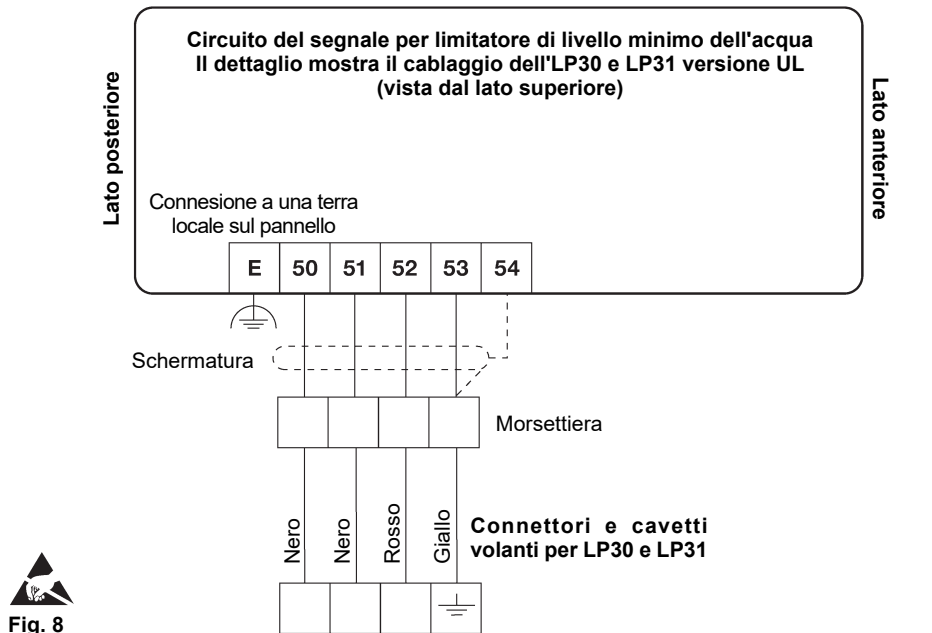 Circuito del segnale per limitatore di livello minimo dell'acqua
Il dettaglio mostra il cablaggio dell'LP30 e LP31 versione UL
(vista dal lato superiore)
Lato posteriore
Lato anteriore
Connesione a una terra
locale sul pannello
E 50 51 52 53 54
Schermatura
Morsettiera
Nero Nero Rosso Giallo
Connettori e cavetti
volanti per LP30 e LP31
Fig. 8